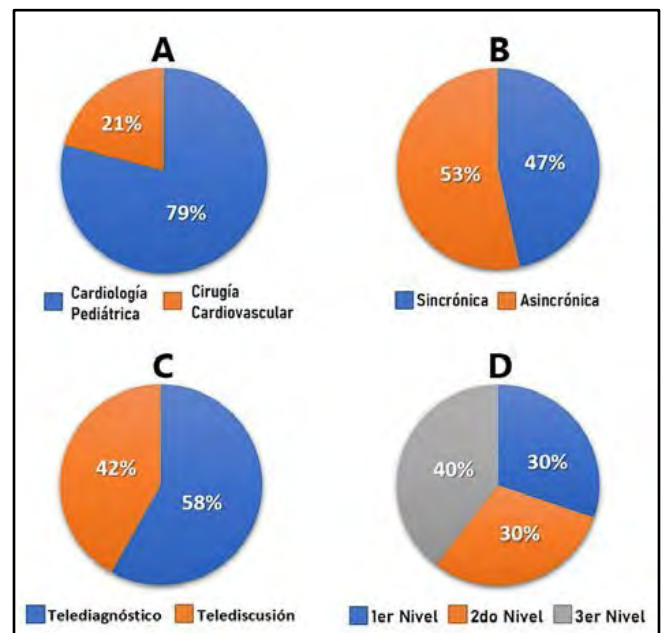 A
21%
79%
Cardiología Pediátrica
Cirugía Cardiovascular
B
53%
47%
Sincrónica Asincrónica
C
42%
58%
Telediagnóstico Telediscusión
D
40%
30%
30%
1er Nivel 2do Nivel 3er Nivel